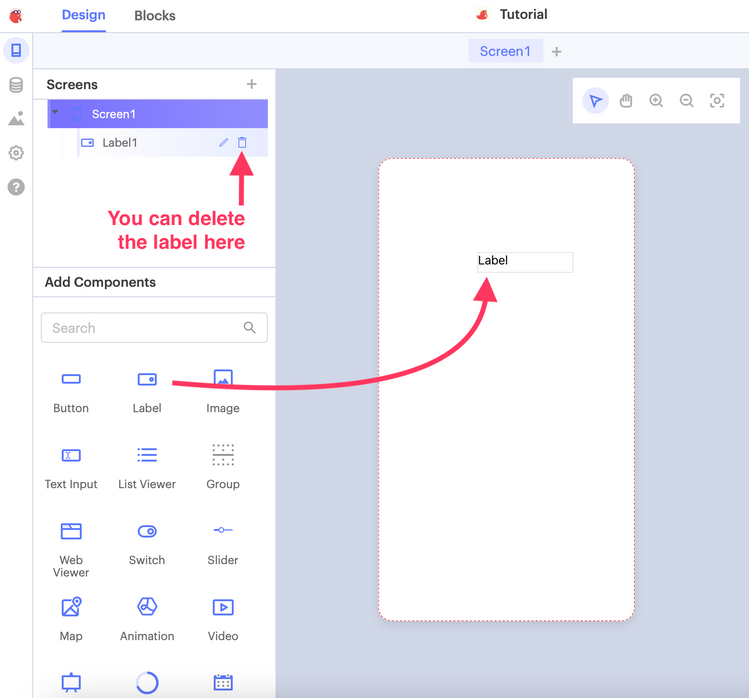 Design Blocks Tutorial
Screen1 +
Screens +
Screen1
Label1
You can delete
the label here
Label
Add Components
Search
Button Label Image
Text Input List Viewer Group
Web
Viewer
Switch Slider
Map Animation Video